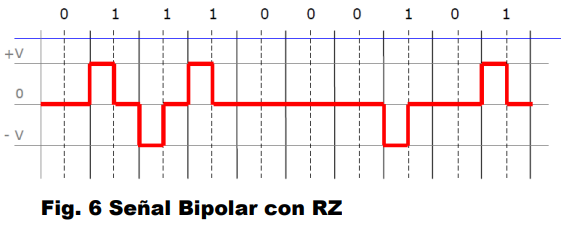 0 1 1 1 0 0 0 1 0 1
+V
0
- V
Fig. 6 Señal Bipolar con RZ